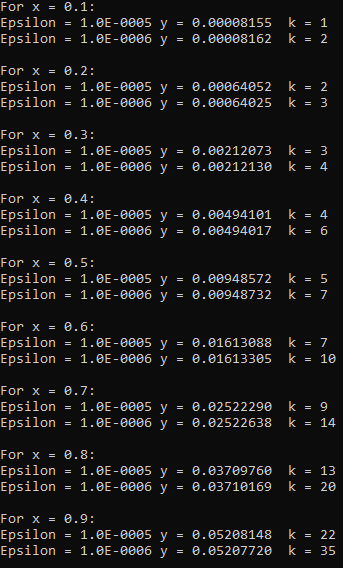 For x = 0.1:
Epsilon = 1.0E-0005 y = 0.00008155  k = 1
Epsilon = 1.0E-0006 y = 0.00008162  k = 2
For x = 0.2:
Epsilon = 1.0E-0005 y = 0.00064052  k = 2
Epsilon = 1.0E-0006 y = 0.00064025  k = 3
For x = 0.3:
Epsilon = 1.0E-0005 y = 0.00212073  k = 3
Epsilon = 1.0E-0006 y = 0.00212130  k = 4
For x = 0.4:
Epsilon = 1.0E-0005 y = 0.00494101  k = 4
Epsilon = 1.0E-0006 y = 0.00494017  k = 6
For x = 0.5:
Epsilon = 1.0E-0005 y = 0.00948572  k = 5
Epsilon = 1.0E-0006 y = 0.00948732  k = 7
For x = 0.6:
Epsilon = 1.0E-0005 y = 0.01613088  k = 7
Epsilon = 1.0E-0006 y = 0.01613305  k = 10
For x = 0.7:
Epsilon = 1.0E-0005 y = 0.02522290  k = 9
Epsilon = 1.0E-0006 y = 0.02522638  k = 14
For x = 0.8:
Epsilon = 1.0E-0005 y = 0.03709760  k = 13
Epsilon = 1.0E-0006 y = 0.03710169  k = 20
For x = 0.9:
Epsilon = 1.0E-0005 y = 0.05208148  k = 22
Epsilon = 1.0E-0006 y = 0.05207720  k = 35